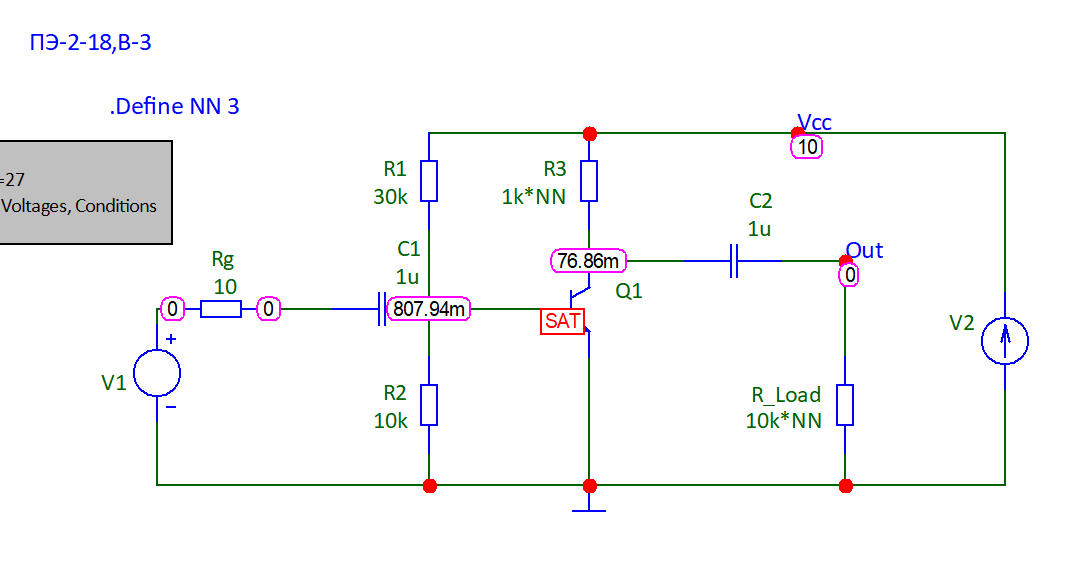 ПЭ-2-18,В-3
.Define NN 3
=27
Voltages, Conditions
Vcc
10
R1
30k
R3
1k*NN
C2
1u
C1
1u
Rg
10
76.86m
Out
0
Q1
0
0
807.94m
SAT
V2
+
V1
-
R2
10k
R_Load
10k*NN